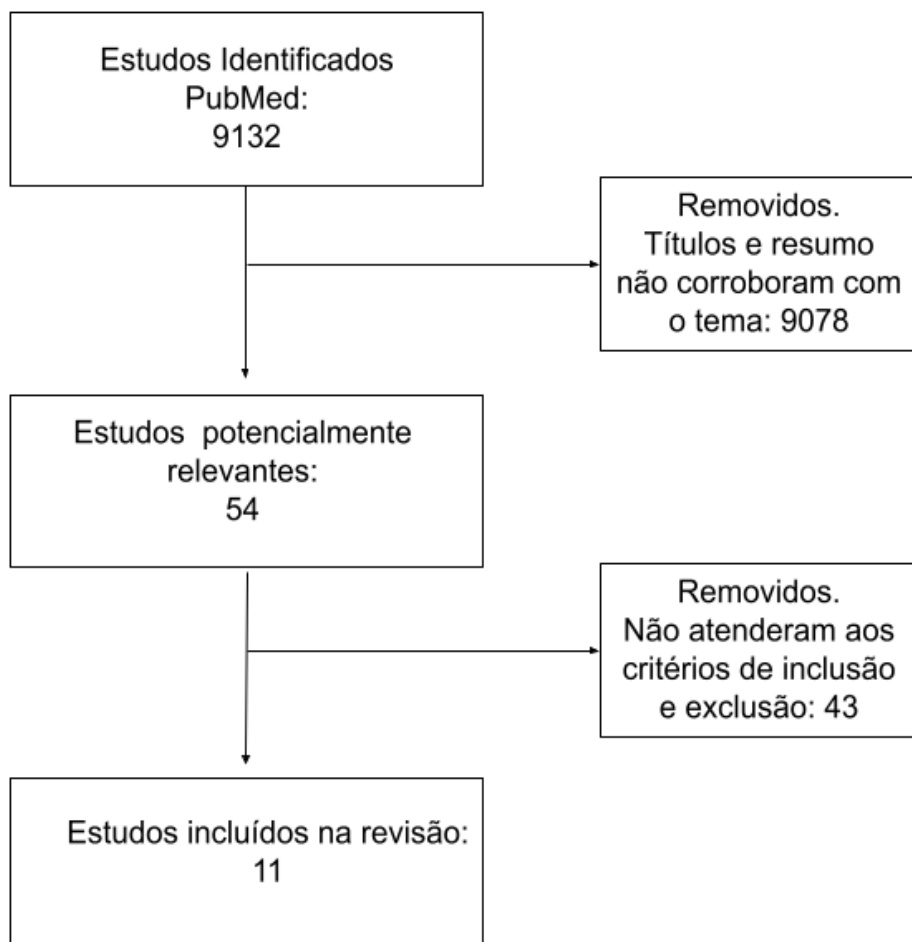 Estudos Identificados
PubMed:
9132
Removidos.
Títulos e resumo
não corroboram com
o tema: 9078
Estudos  potencialmente
relevantes:
54
Removidos.
Não atenderam aos
critérios de inclusão
e exclusão: 43
Estudos incluídos na revisão:
11